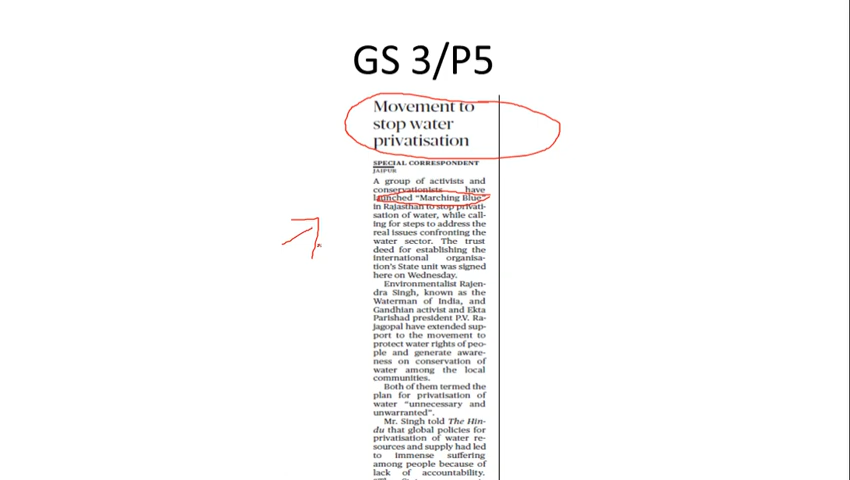 GS 3/P5
Movement to
stop water
privatisation
SPECIAL CORRESPONDENT
JAIPUR
A group of activists and
conservationists have
launched “Marching Blue”
in Rajasthan to stop privati-
sation of water, while call-
ing for steps to address the
real issues confronting the
water sector. The trust
deed for establishing the
international organisa-
tion's State unit was signed
here on Wednesday.
Environmentalist Rajen-
dra Singh, known as the
Waterman of India, and
Gandhian activist and Ekta
Parishad president P.V. Ra-
jagopal have extended sup-
port to the movement to
protect water rights of peo-
ple and generate aware-
ness on conservation of
water among the local
communities.
Both of them termed the
plan for privatisation of
water “unnecessary and
unwarranted”.
Mr. Singh told The Hin-
du that global policies for
privatisation of water re-
sources and supply had led
to immense suffering
among people because of
lack of accountability.